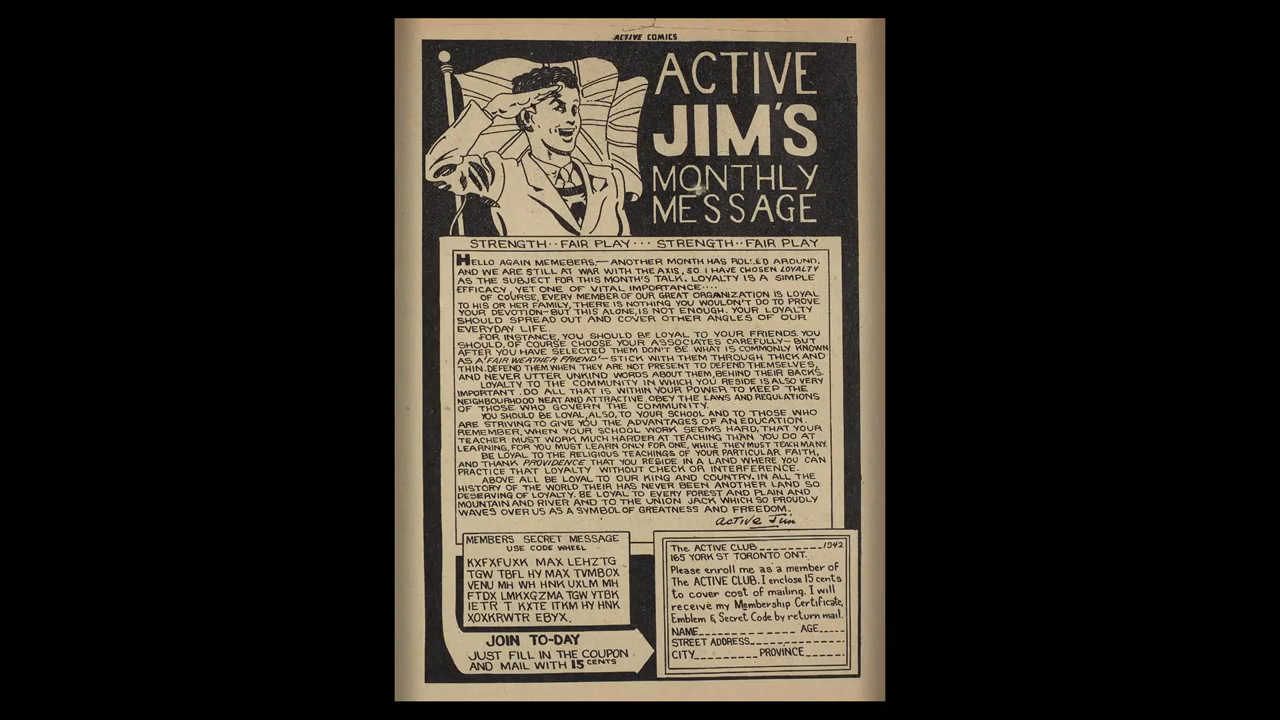 ACTIVE COMICS
ACTIVE
JIM'S
MONTHLY
MESSAGE
STRENGTH··FAIR PLAY··· STRENGTH··FAIR PLAY
HELLO AGAIN MEMEBERS,— ANOTHER MONTH HAS ROLLED AROUND,
AND WE ARE STILL AT WAR WITH THE AXIS, SO I HAVE CHOSEN LOYALTY
AS THE SUBJECT FOR THIS MONTH'S TALK. LOYALTY IS A SIMPLE
EFFICACY, YET ONE OF VITAL IMPORTANCE····
OF COURSE, EVERY MEMBER OF OUR GREAT ORGANIZATION IS LOYAL
TO HIS OR HER FAMILY, THERE IS NOTHING YOU WOULDN'T DO TO PROVE
YOUR DEVOTION—BUT THIS ALONE, IS NOT ENOUGH. YOUR LOYALTY
SHOULD SPREAD OUT AND COVER OTHER ANGLES OF OUR
EVERYDAY LIFE.
FOR INSTANCE, YOU SHOULD BE LOYAL TO YOUR FRIENDS. YOU
SHOULD, OF COURSE CHOOSE YOUR ASSOCIATES CAREFULLY—BUT
AFTER YOU HAVE SELECTED THEM DON'T BE WHAT IS COMMONLY KNOWN
AS A 'FAIR WEATHER FRIEND'—STICK WITH THEM THROUGH THICK AND
THIN. DEFEND THEM WHEN THEY ARE NOT PRESENT TO DEFEND THEMSELVES,
AND NEVER UTTER UNKIND WORDS ABOUT THEM, BEHIND THEIR BACKS.
LOYALTY TO THE COMMUNITY IN WHICH YOU RESIDE IS ALSO VERY
IMPORTANT. DO ALL THAT IS WITHIN YOUR POWER TO KEEP THE
NEIGHBOURHOOD NEAT AND ATTRACTIVE. OBEY THE LAWS AND REGULATIONS
OF THOSE WHO GOVERN THE COMMUNITY.
YOU SHOULD BE LOYAL, ALSO, TO YOUR SCHOOL AND TO THOSE WHO
ARE STRIVING TO GIVE YOU THE ADVANTAGES OF AN EDUCATION.
REMEMBER, WHEN YOUR SCHOOL WORK SEEMS HARD, THAT YOUR
TEACHER MUST WORK MUCH HARDER AT TEACHING THAN YOU DO AT
LEARNING, FOR YOU MUST LEARN ONLY FOR ONE, WHILE THEY MUST TEACH MANY.
BE LOYAL TO THE RELIGIOUS TEACHINGS OF YOUR PARTICULAR FAITH,
AND THANK PROVIDENCE THAT YOU RESIDE IN A LAND WHERE YOU CAN
PRACTICE THAT LOYALTY WITHOUT CHECK OR INTERFERENCE.
ABOVE ALL BE LOYAL TO OUR KING AND COUNTRY. IN ALL THE
HISTORY OF THE WORLD THEIR HAS NEVER BEEN ANOTHER LAND SO
DESERVING OF LOYALTY. BE LOYAL TO EVERY FOREST AND PLAIN AND
MOUNTAIN AND RIVER AND TO THE UNION JACK WHICH SO PROUDLY
WAVES OVER US AS A SYMBOL OF GREATNESS AND FREEDOM.
Active Jim
MEMBERS SECRET MESSAGE
USE CODE WHEEL
KXFXFUXK MAX LEHZTG
TGW TBFL HY MAX TVMBOX
VENU MH WH HNK UXLM MH
FTDX LMKXGZMA TGW YTBK
IETR T KXTE ITKM HY HNK
XOXKRWTR EBYX.
JOIN TO-DAY
JUST FILL IN THE COUPON
AND MAIL WITH 15 CENTS
The ACTIVE CLUB__________1942
165 YORK ST TORONTO ONT.
Please enroll me as a member of
The ACTIVE CLUB. I enclose 15 cents
to cover cost of mailing. I will
receive my Membership Certificate,
Emblem & Secret Code by return mail.
NAME______________ AGE_____
STREET ADDRESS______________
CITY__________PROVINCE_______